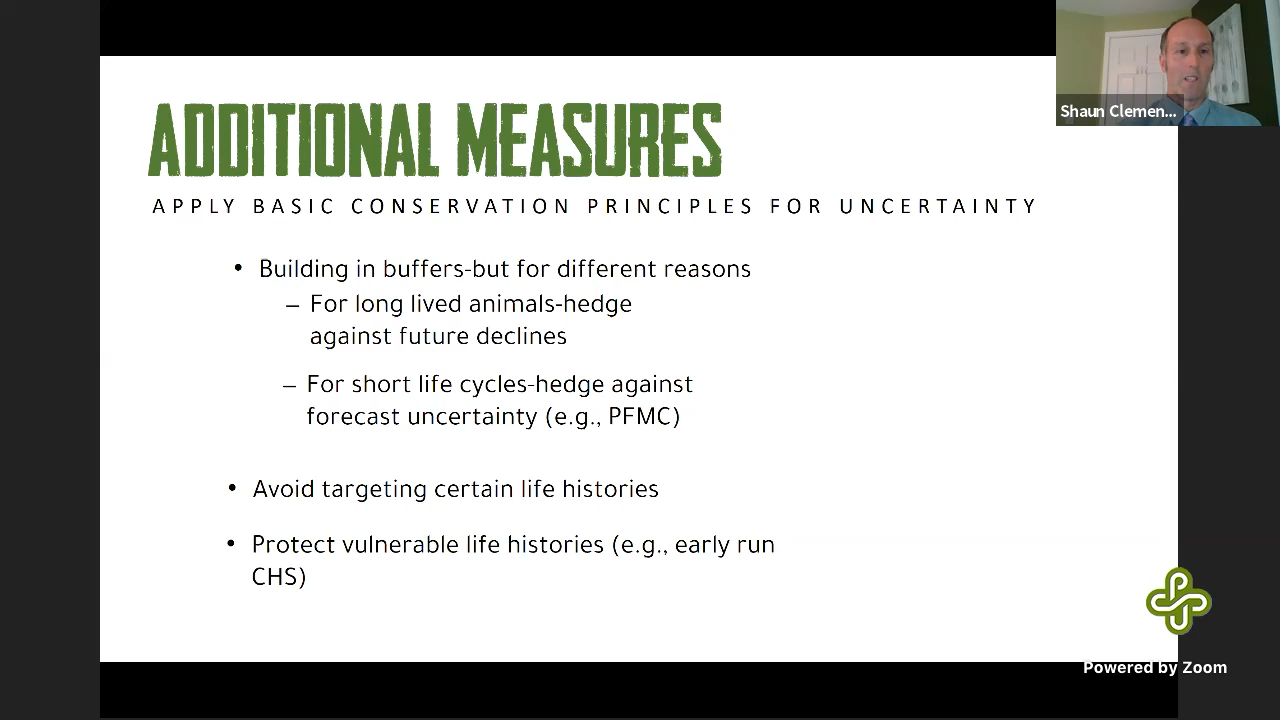 ADDITIONAL MEASURES
APPLY BASIC CONSERVATION PRINCIPLES FOR UNCERTAINTY
• Building in buffers-but for different reasons
– For long lived animals-hedge
against future declines
– For short life cycles-hedge against
forecast uncertainty (e.g., PFMC)
• Avoid targeting certain life histories
• Protect vulnerable life histories (e.g., early run
CHS)
Shaun Clemen...
PSU
Powered by Zoom